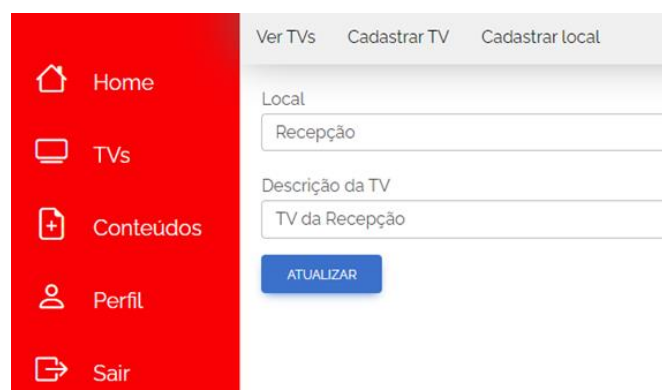 Ver TVs Cadastrar TV Cadastrar local
Home
TVs
Conteúdos
Perfil
Sair
Local
Recepção
Descrição da TV
TV da Recepção
ATUALIZAR